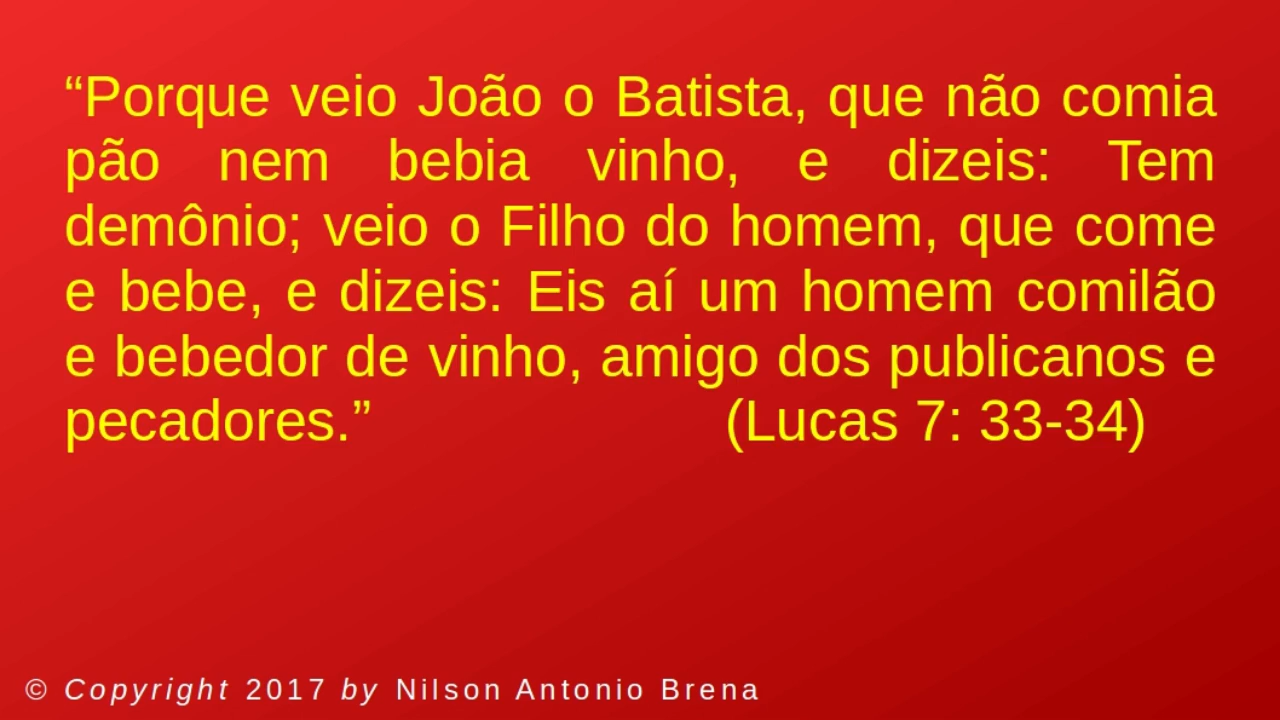 “Porque veio João o Batista, que não comia
pão nem bebia vinho, e dizeis: Tem
demônio; veio o Filho do homem, que come
e bebe, e dizeis: Eis aí um homem comilão
e bebedor de vinho, amigo dos publicanos e
pecadores.” (Lucas 7: 33-34)
© Copyright 2017 by Nilson Antonio Brena